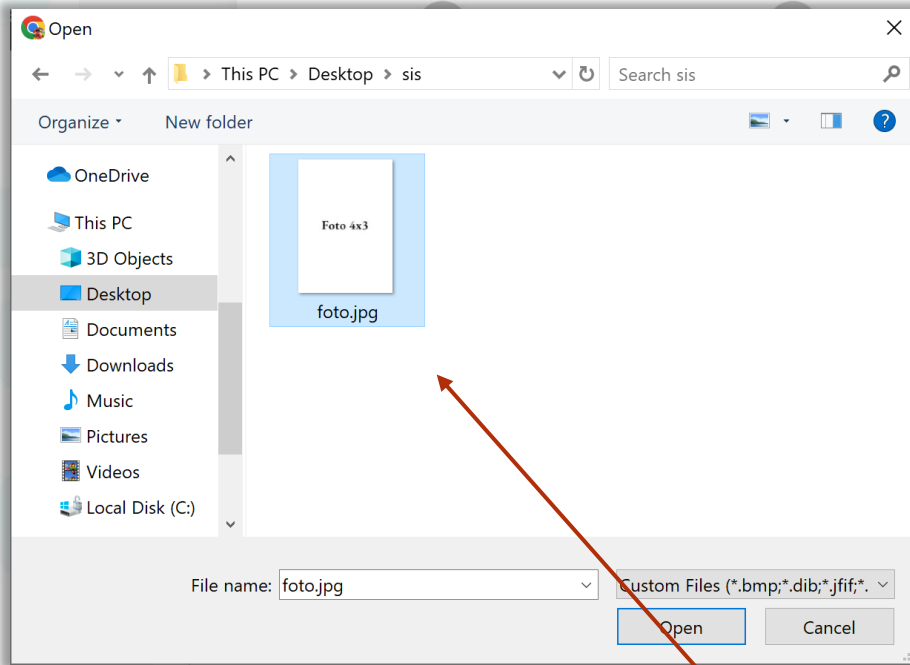 Open
This PC > Desktop > sis
Search sis
Organize
New folder
?
OneDrive
This PC
3D Objects
Desktop
Documents
Downloads
Music
Pictures
Videos
Local Disk (C:)
Foto 4x3
foto.jpg
File name: foto.jpg
Custom Files (*.bmp;*.dib;*.jfif;*.
Open
Cancel